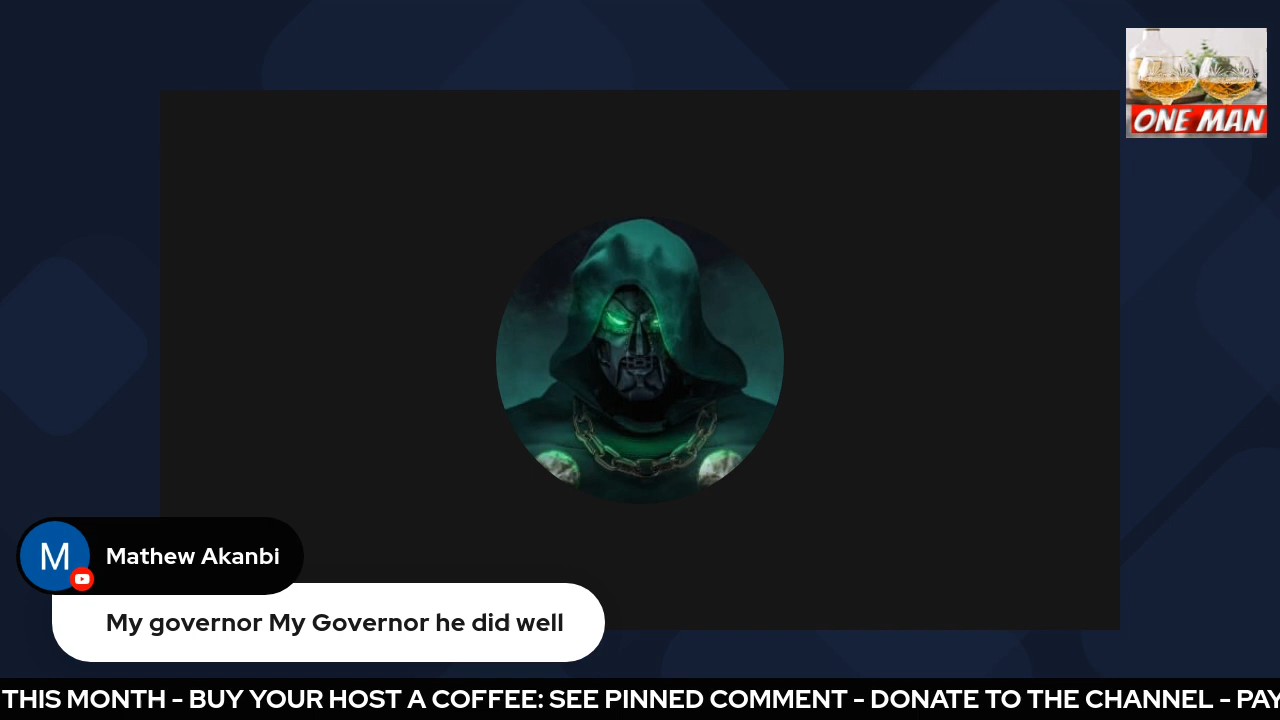 ONE MAN
M
Mathew Akanbi
My governor My Governor he did well
THIS MONTH - BUY YOUR HOST A COFFEE: SEE PINNED COMMENT - DONATE TO THE CHANNEL - PAY